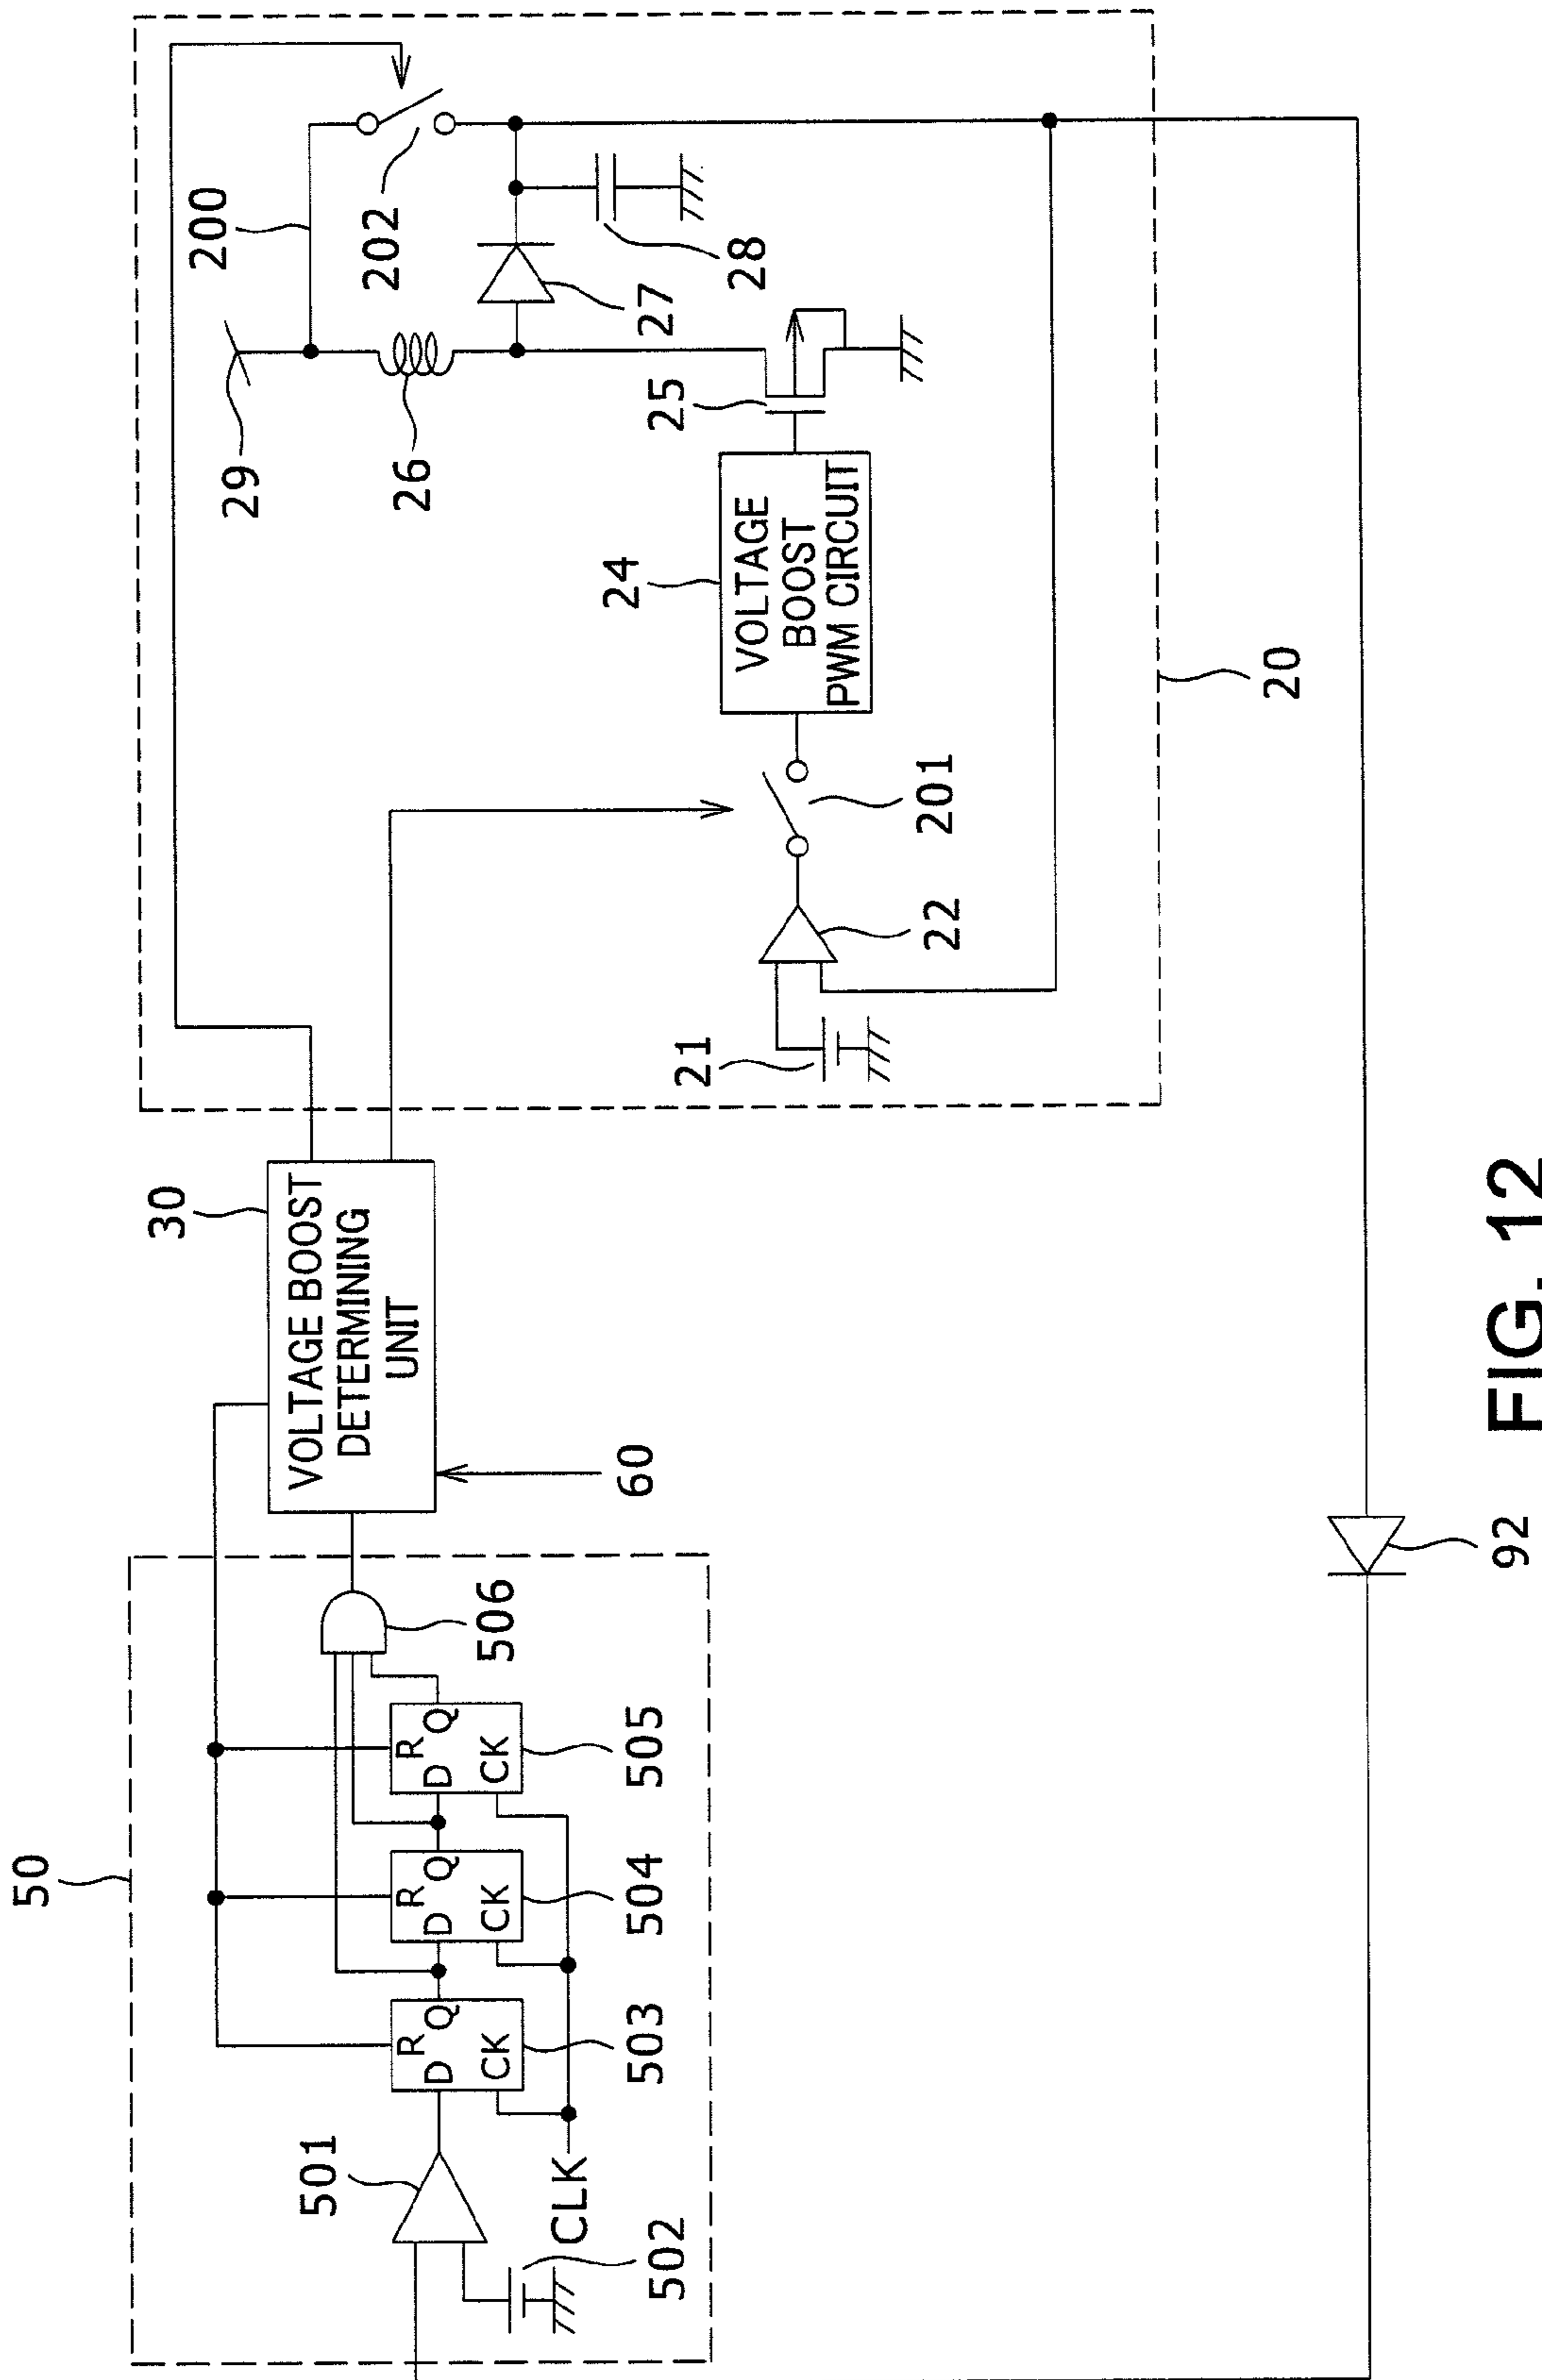 50
501
502
CLK
503
R
D
Q
CK
504
R
D
Q
CK
505
R
D
Q
CK
506
30
VOLTAGE BOOST
DETERMINING
UNIT
60
29
200
202
26
27
28
25
24
VOLTAGE
BOOST
PWM CIRCUIT
201
22
21
20
92
FIG. 12